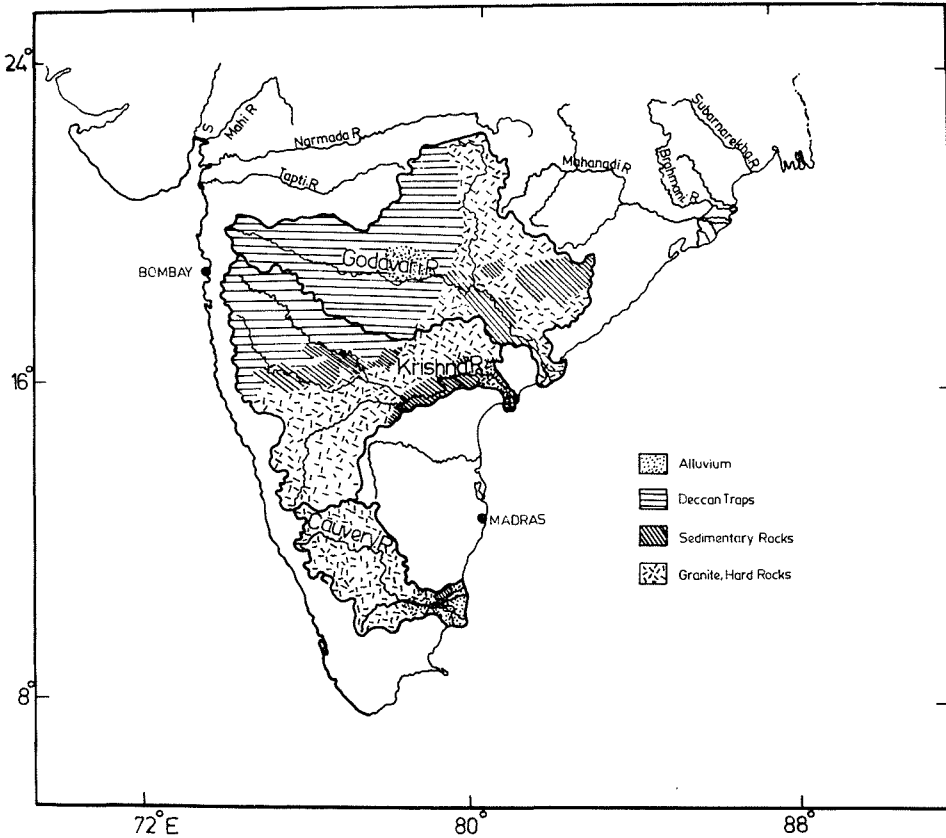 24°
S
Mahi R
Narmada R.
Tapti.R
Mahanadi R
Brahmani R
Subarnarekha R
BOMBAY
Godavari R
16°
Krishna R.
Alluvium
Deccan Traps
MADRAS
Sedimentary Rocks
Cauvery R
Granite, Hard Rocks
8°
72°E
80°
88°